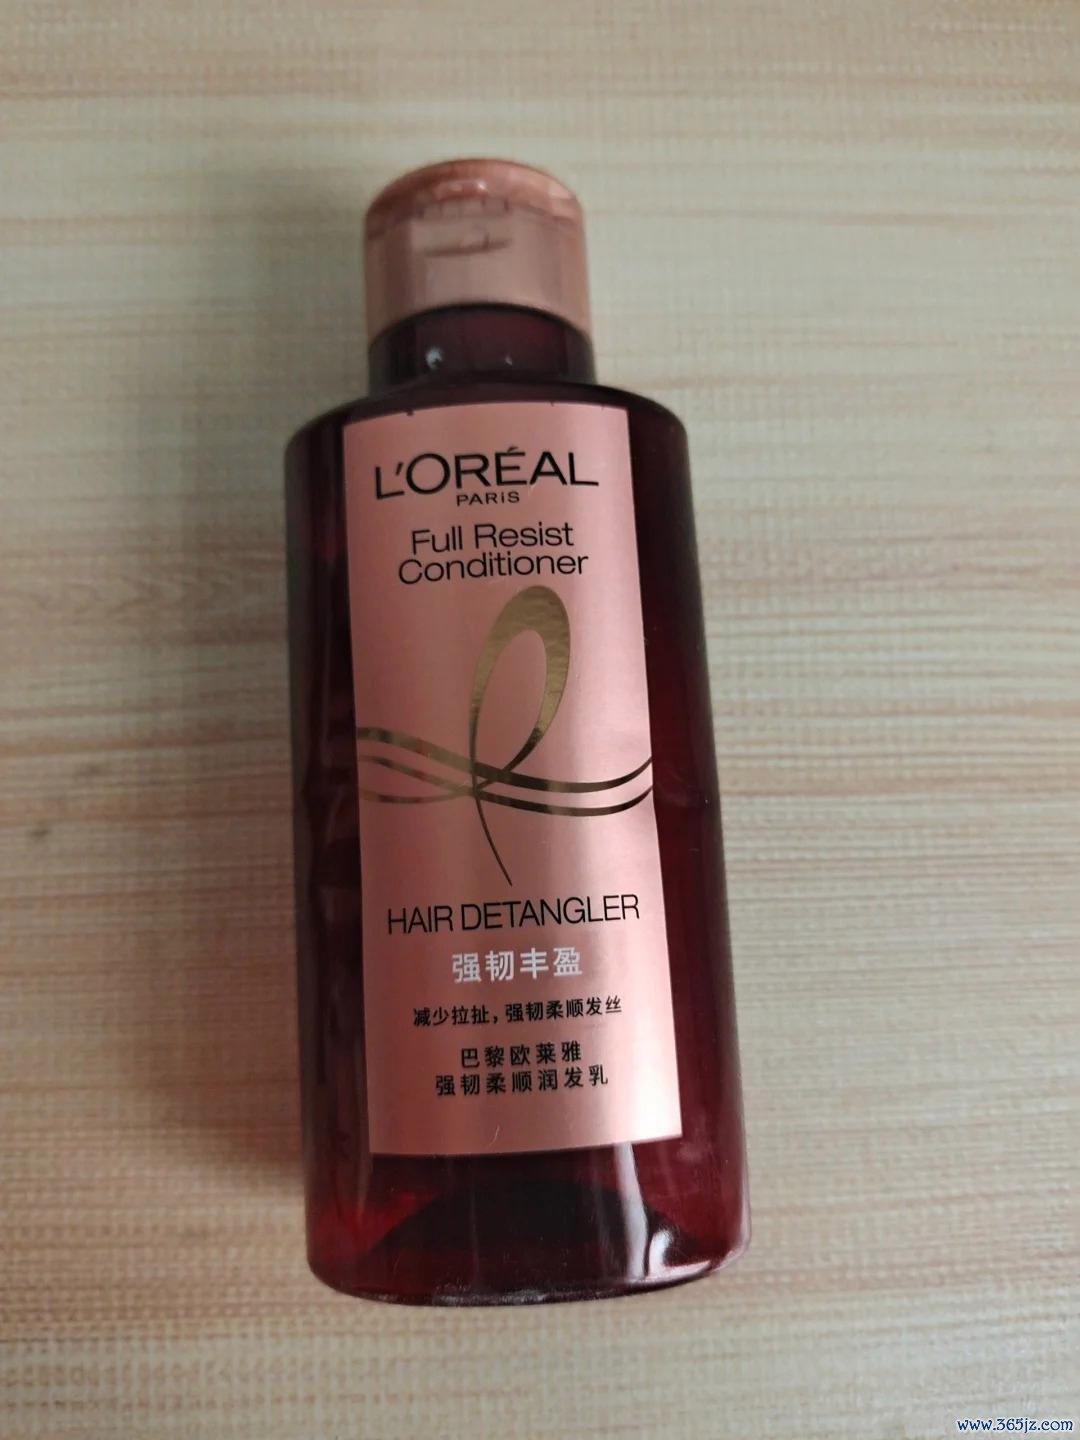 L'ORÉAL
PARIS
Full Resist
Conditioner
HAIR DETANGLER
强韧丰盈
减少拉扯，强韧柔顺发丝
巴黎欧莱雅
强韧柔顺润发乳
www.365jz.com